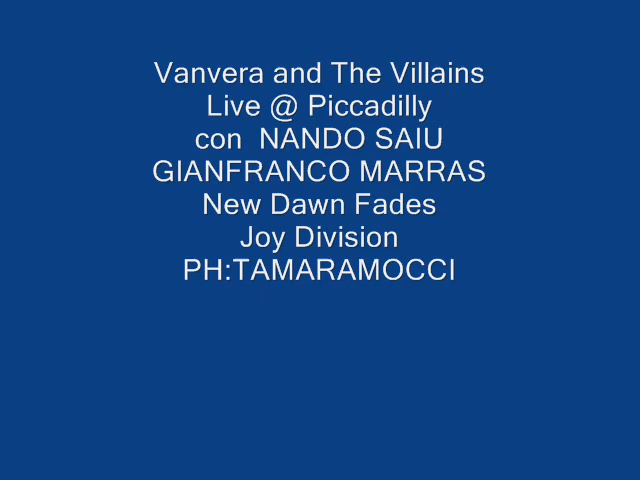 Vanvera and The Villains
Live @ Piccadilly
con  NANDO SAIU
GIANFRANCO MARRAS
New Dawn Fades
Joy Division
PH:TAMARAMOCCI